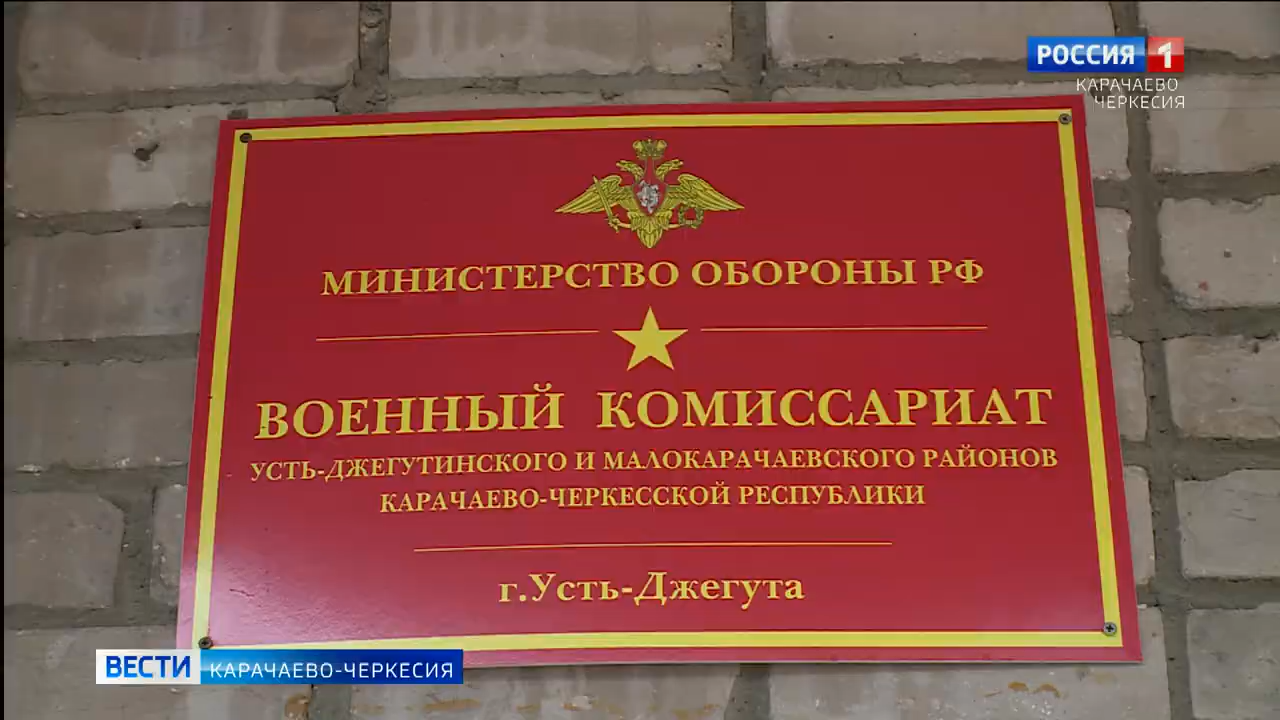 РОССИЯ 1
КАРАЧАЕВО
ЧЕРКЕСИЯ
МИНИСТЕРСТВО ОБОРОНЫ РФ
ВОЕННЫЙ КОМИССАРИАТ
УСТЬ-ДЖЕГУТИНСКОГО И МАЛОКАРАЧАЕВСКОГО РАЙОНОВ
КАРАЧАЕВО-ЧЕРКЕССКОЙ РЕСПУБЛИКИ
г.Усть-Джегута
ВЕСТИ КАРАЧАЕВО-ЧЕРКЕСИЯ